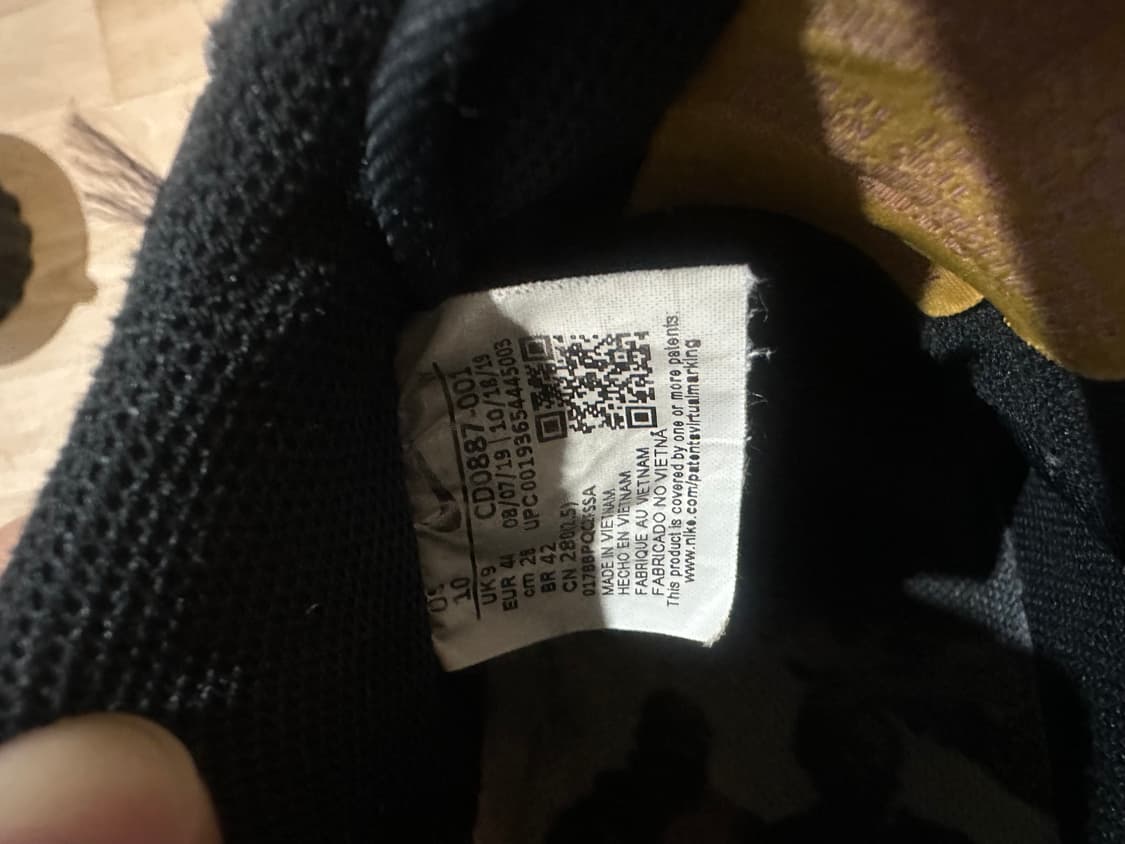 US
10
CD0887-001
UK 9
08/07/19 | 10/18/19
EUR 44
UPC00193654445003
cm 28
BR 42
CN 280(2.5)
MADE IN VIETNAM
HECHO EN VIETNAM
FABRIQUE AU VIETNAM
FABRICADO NO VIETNÃ
This product is covered by one or more patents.
www.nike.com/patentsvirtualmarking